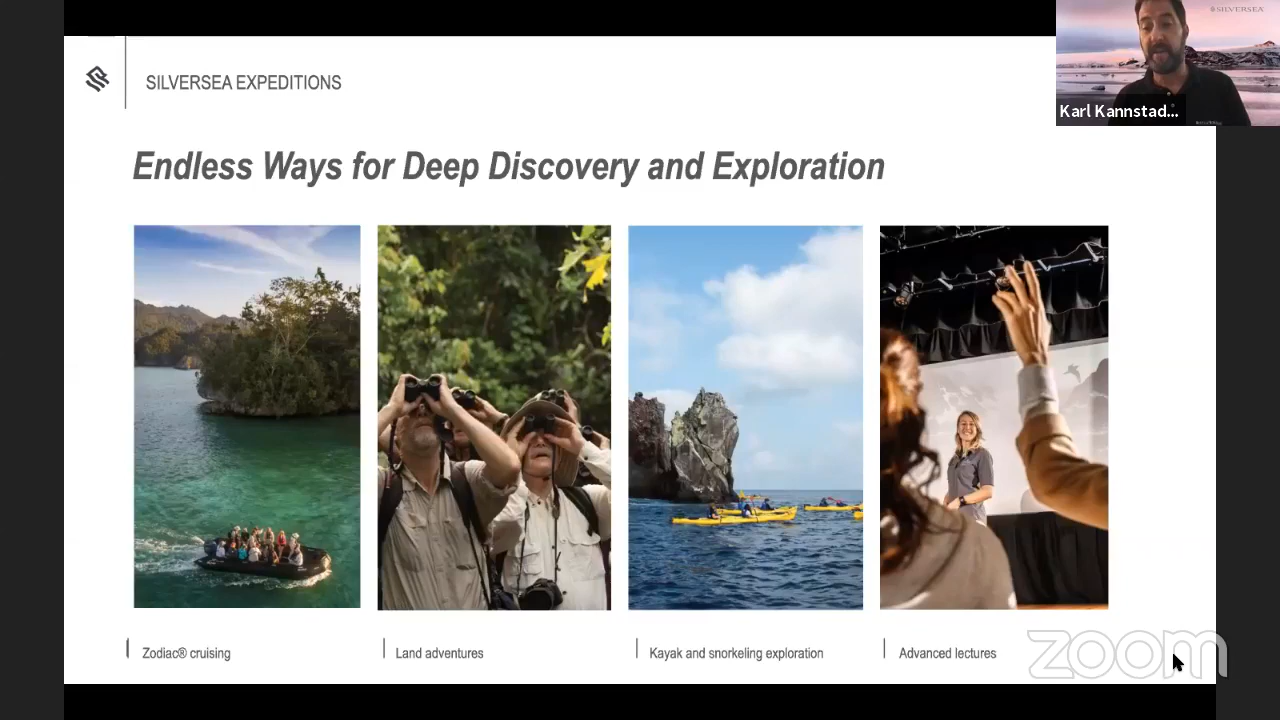 SILVERSEA
Karl Kannstad...
SILVERSEA EXPEDITIONS
Endless Ways for Deep Discovery and Exploration
Zodiac® cruising
Land adventures
Kayak and snorkeling exploration
Advanced lectures
zoom